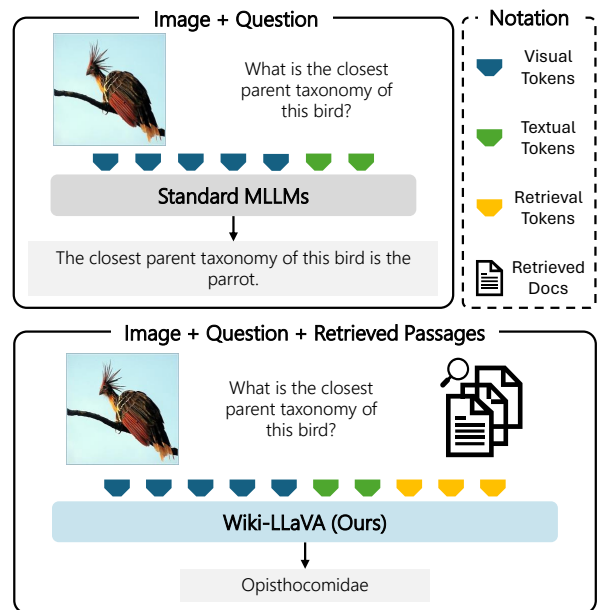 Image + Question
What is the closest
parent taxonomy of
this bird?
Standard MLLMs
The closest parent taxonomy of this bird is the
parrot.
Notation
Visual
Tokens
Textual
Tokens
Retrieval
Tokens
Retrieved
Docs
Image + Question + Retrieved Passages
What is the closest
parent taxonomy of
this bird?
Wiki-LLaVA (Ours)
Opisthocomidae